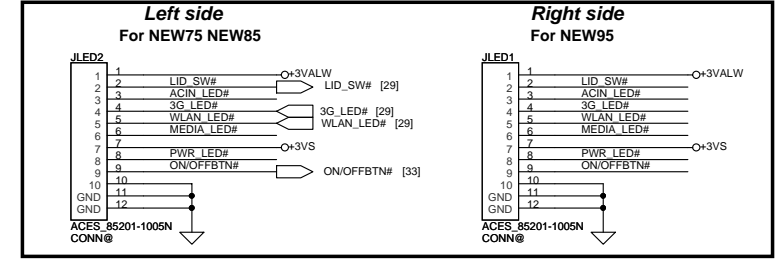 Left side
For NEW75 NEW85
JLED2
1 1 +3VALW
2 2 LID_SW# LID_SW# [29]
3 3 ACIN_LED#
4 4 3G_LED# 3G_LED# [29]
5 5 WLAN_LED# WLAN_LED# [29]
6 6 MEDIA_LED#
7 7 +3VS
8 8 PWR_LED#
9 9 ON/OFFBTN# ON/OFFBTN# [33]
10 10
GND 11
GND 12
ACES_85201-1005N
CONN@
Right side
For NEW95
JLED1
1 1 +3VALW
2 2 LID_SW#
3 3 ACIN_LED#
4 4 3G_LED#
5 5 WLAN_LED#
6 6 MEDIA_LED#
7 7 +3VS
8 8 PWR_LED#
9 9 ON/OFFBTN#
10 10
GND 11
GND 12
ACES_85201-1005N
CONN@